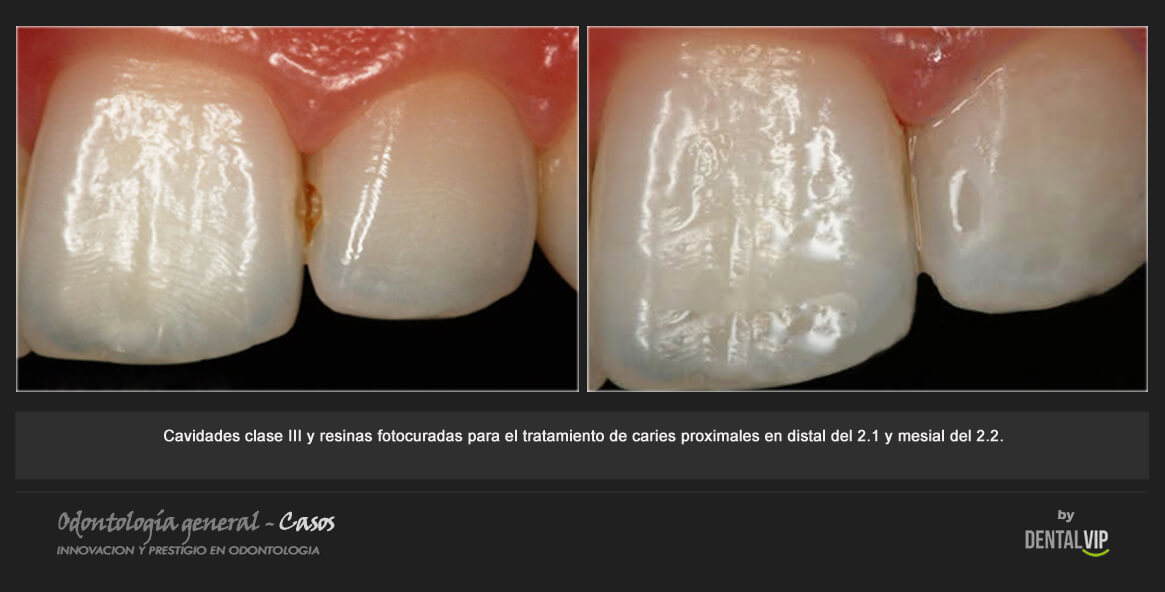 Cavidades clase III y resinas fotocuradas para el tratamiento de caries proximales en distal del 2.1 y mesial del 2.2.
Odontología general - Casos
INNOVACION Y PRESTIGIO EN ODONTOLOGIA
by
DENTALVIP